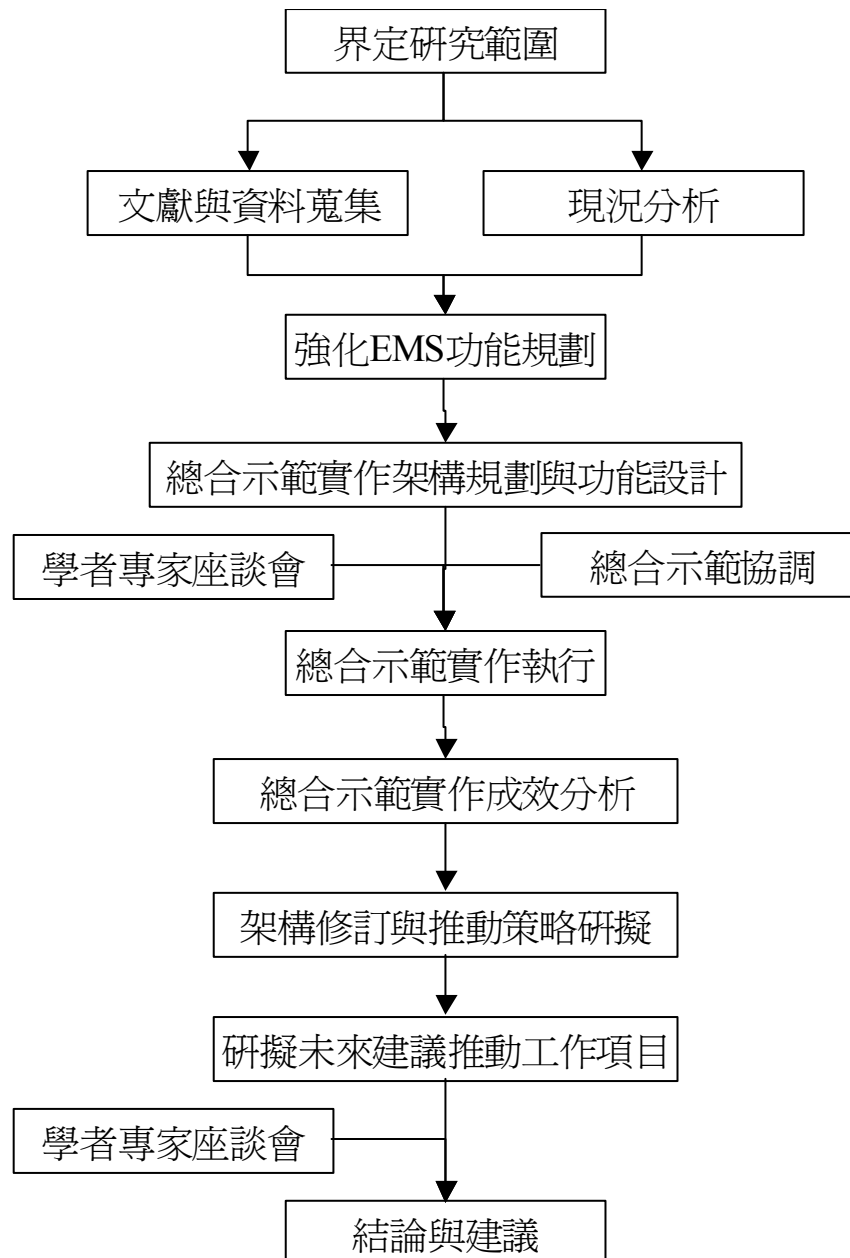 界定研究範圍
文獻與資料蒐集
現況分析
強化EMS功能規劃
總合示範實作架構規劃與功能設計
學者專家座談會
總合示範協調
總合示範實作執行
總合示範實作成效分析
架構修訂與推動策略研擬
研擬未來建議推動工作項目
學者專家座談會
結論與建議